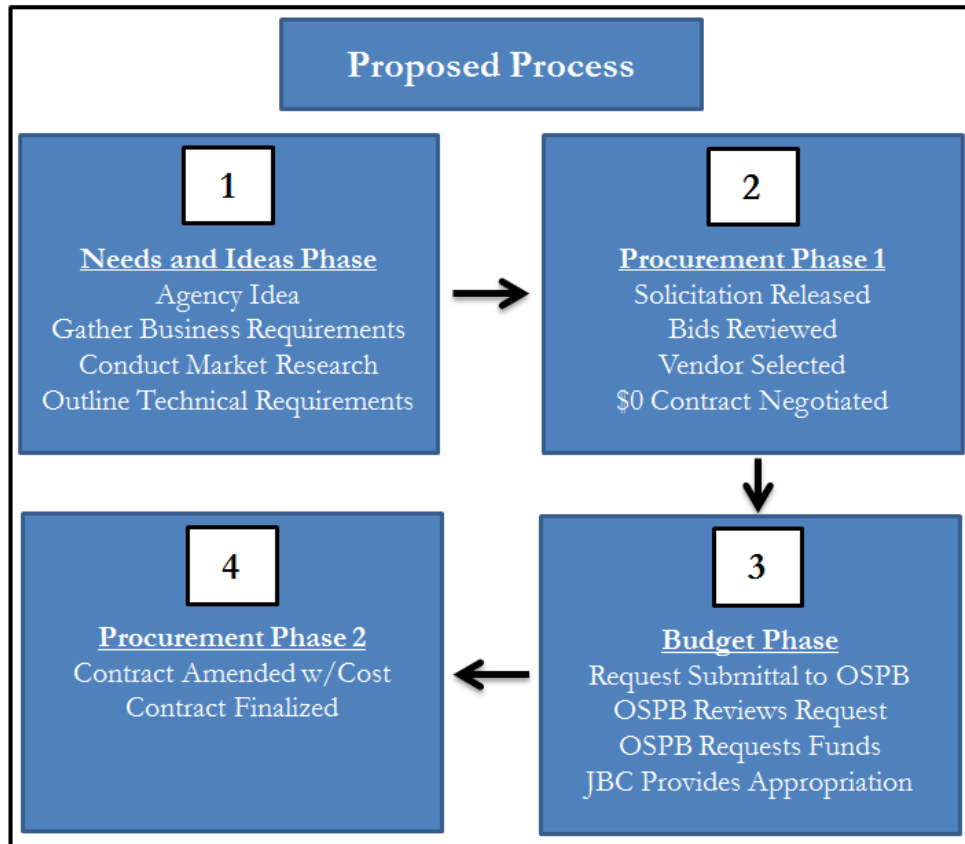 Proposed Process
1
Needs and Ideas Phase
Agency Idea
Gather Business Requirements
Conduct Market Research
Outline Technical Requirements
2
Procurement Phase 1
Solicitation Released
Bids Reviewed
Vendor Selected
$0 Contract Negotiated
3
Budget Phase
Request Submittal to OSPB
OSPB Reviews Request
OSPB Requests Funds
JBC Provides Appropriation
4
Procurement Phase 2
Contract Amended w/Cost
Contract Finalized